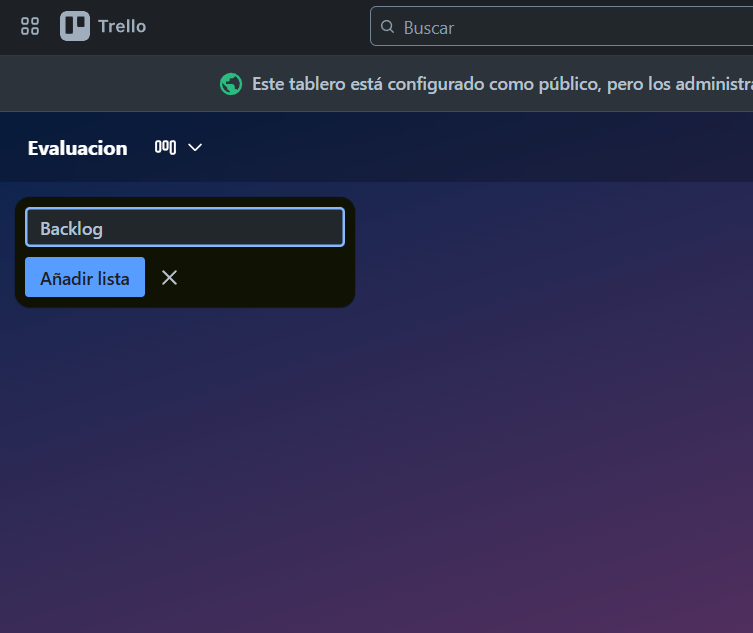 Trello
Buscar
Este tablero está configurado como público, pero los administra
Evaluacion
Backlog
Añadir lista